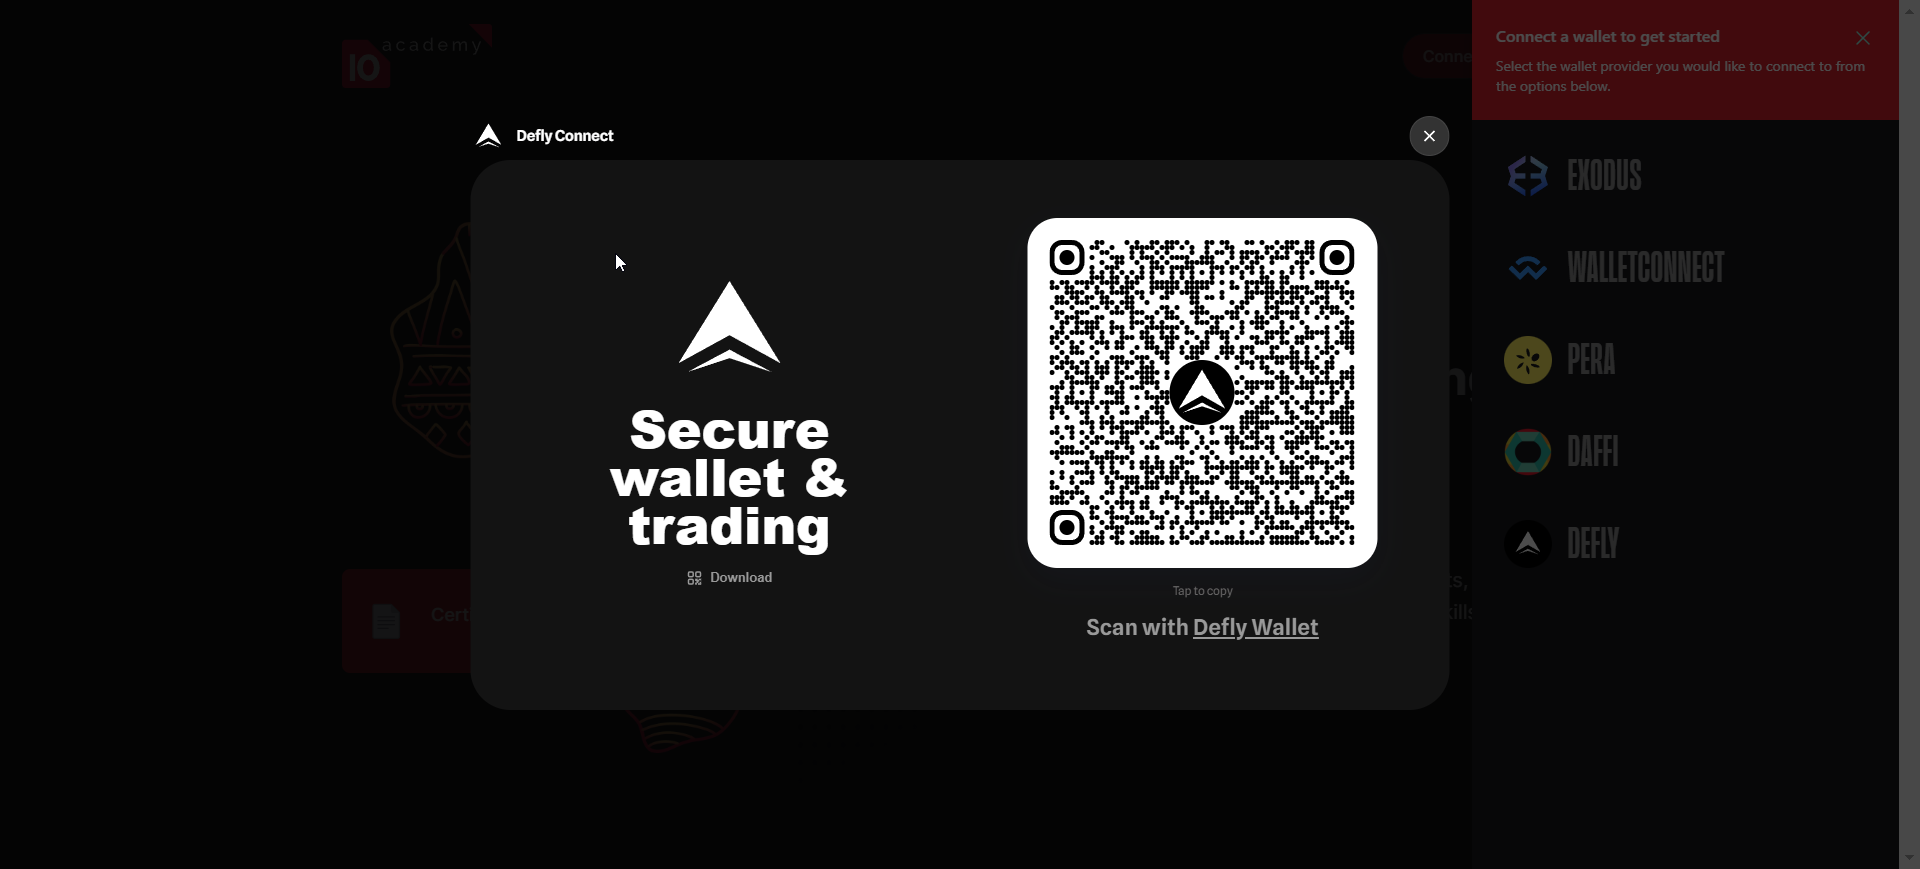 10 academy
Conne
Connect a wallet to get started
Select the wallet provider you would like to connect to from
the options below.
Defly Connect
EXODUS
WALLETCONNECT
PERA
DAFFI
DEFLY
Secure
wallet &
trading
Download
Tap to copy
Scan with Defly Wallet
Certi